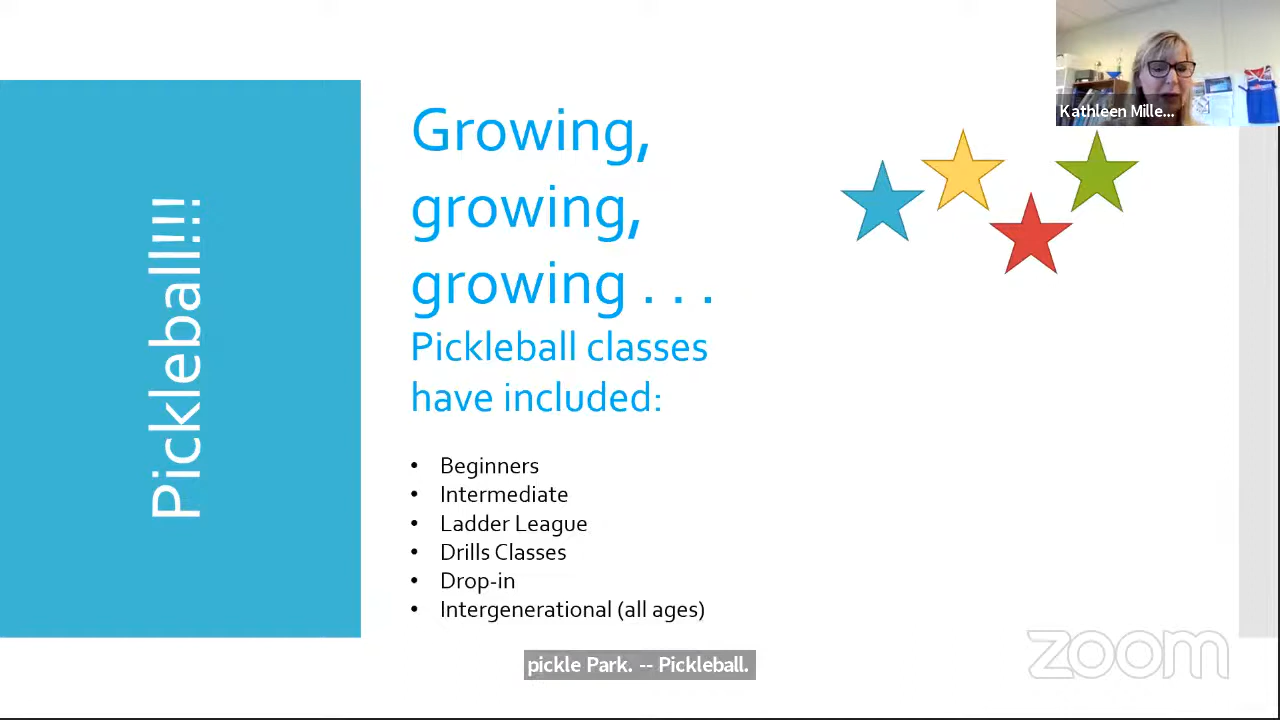 Pickleball!!!
Growing,
growing,
growing . . .
Pickleball classes
have included:
• Beginners
• Intermediate
• Ladder League
• Drills Classes
• Drop-in
• Intergenerational (all ages)
Kathleen Mille...
pickle Park. -- Pickleball.
zoom